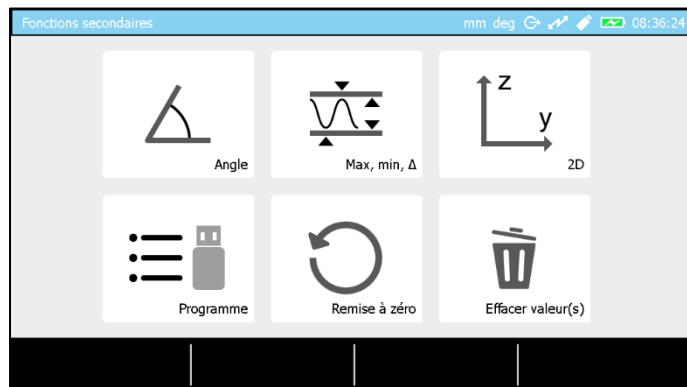 Fonctions secondaires
mm deg 08:36:24
Angle
Max, min, Δ
z
y
2D
Programme
Remise à zéro
Effacer valeur(s)